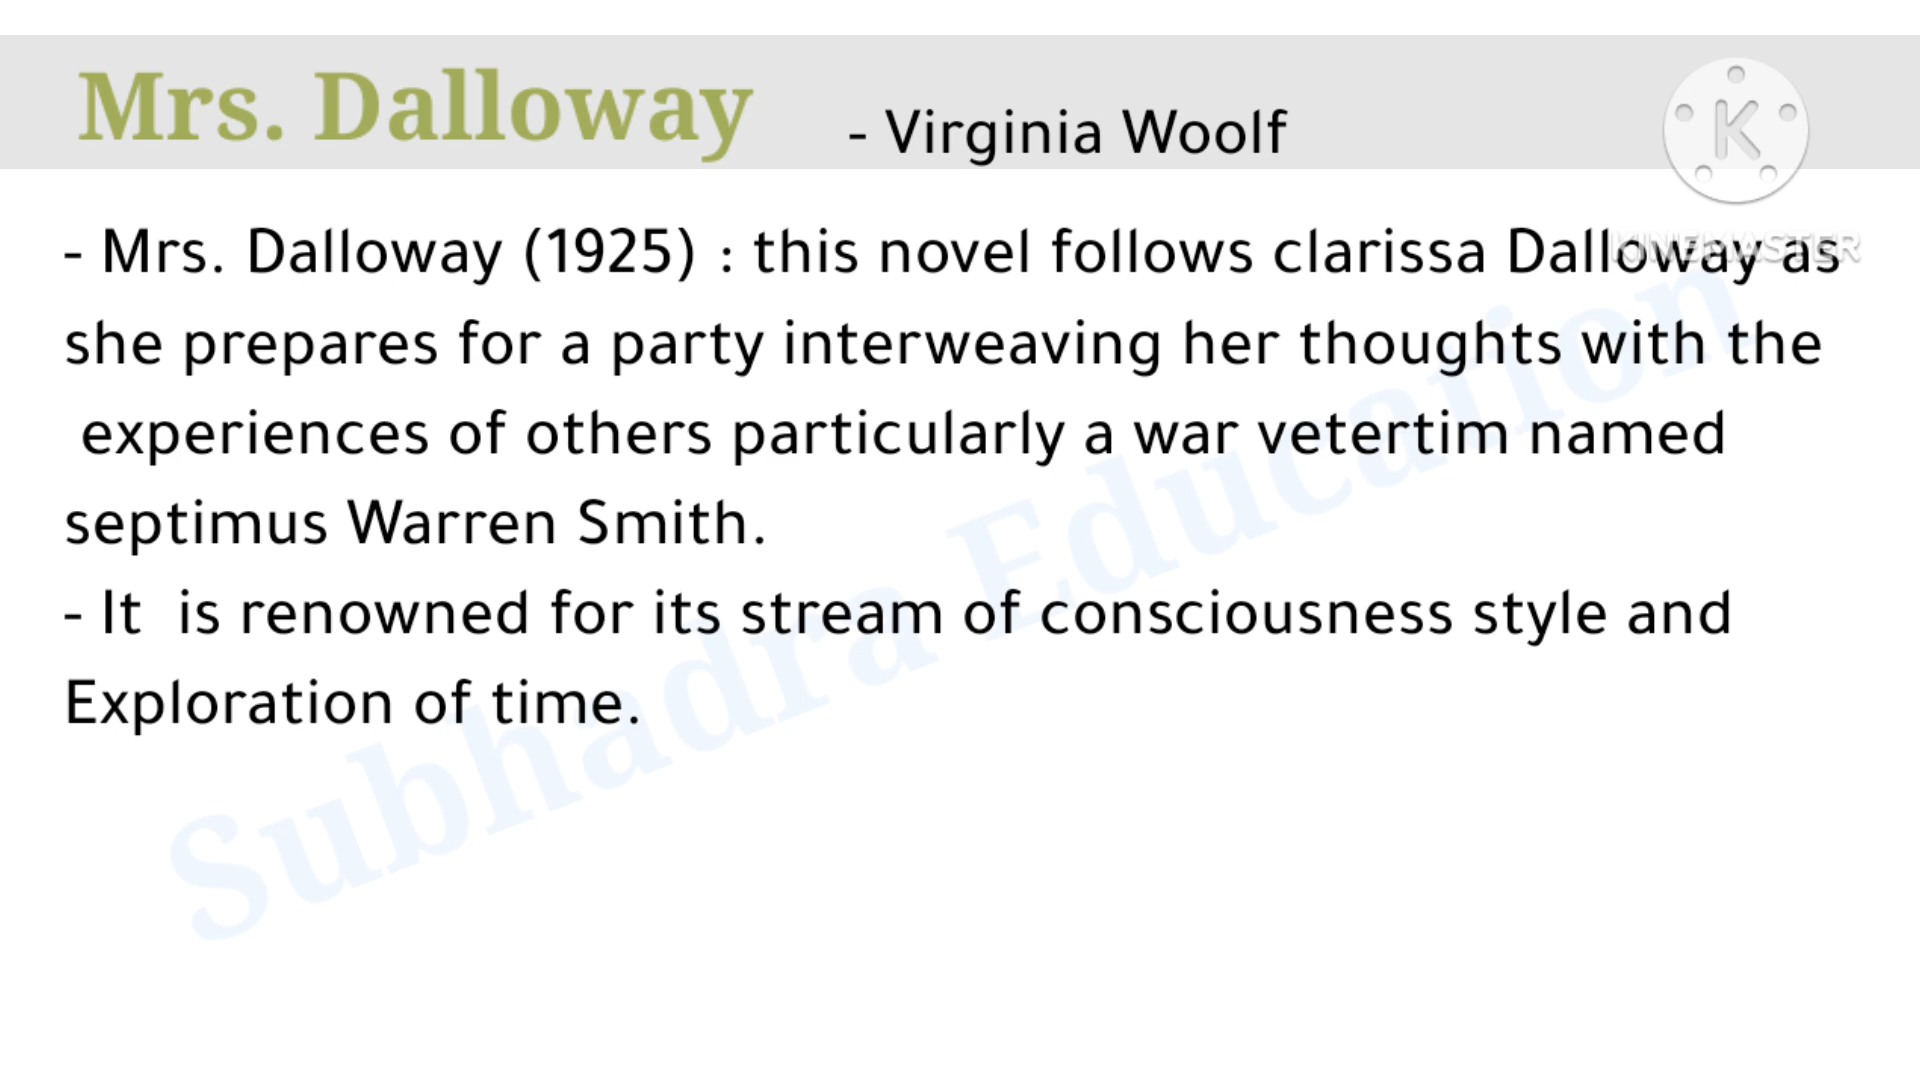 Mrs. Dalloway - Virginia Woolf
K
KINEMASTER
- Mrs. Dalloway (1925) : this novel follows clarissa Dalloway as
she prepares for a party interweaving her thoughts with the
experiences of others particularly a war vetertim named
septimus Warren Smith.
- It is renowned for its stream of consciousness style and
Exploration of time.
Subhadra Education